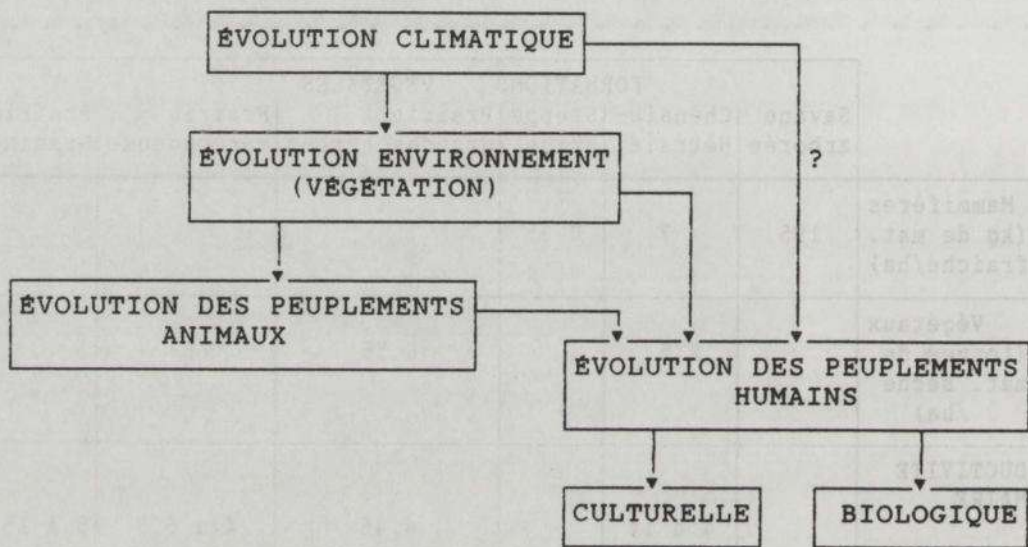 ÉVOLUTION CLIMATIQUE
ÉVOLUTION ENVIRONNEMENT
(VÉGÉTATION)
?
ÉVOLUTION DES PEUPLEMENTS
ANIMAUX
ÉVOLUTION DES PEUPLEMENTS
HUMAINS
CULTURELLE
BIOLOGIQUE